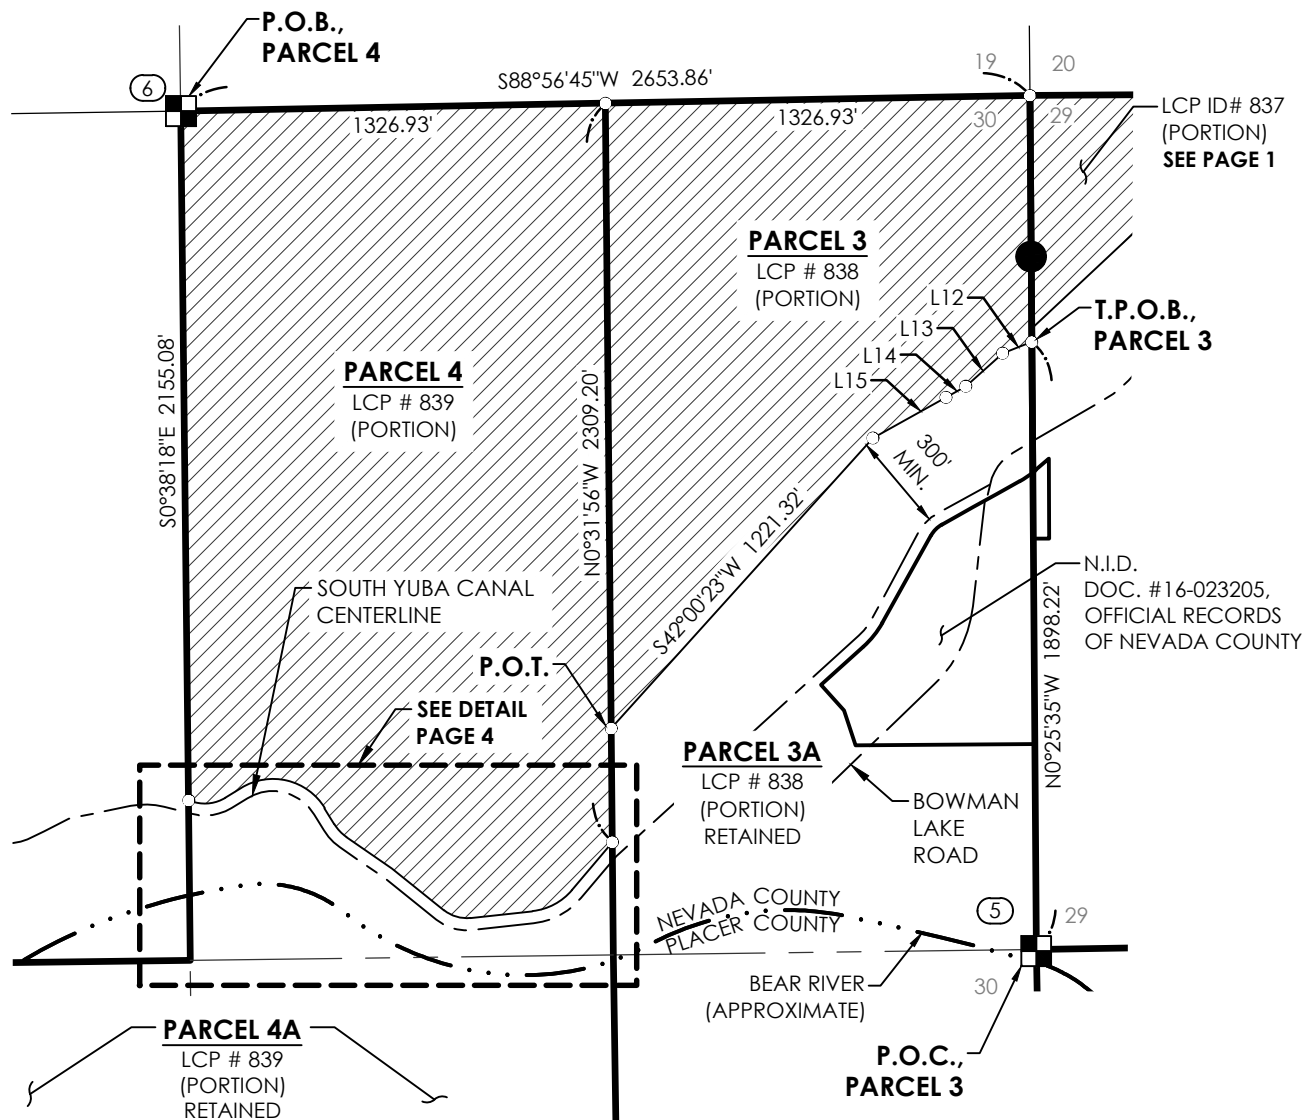 P.O.B.,
PARCEL 4
6
S88°56'45"W 2653.86'
19
20
1326.93'
1326.93'
30
29
LCP ID# 837
(PORTION)
SEE PAGE 1
PARCEL 3
LCP # 838
(PORTION)
L12
L13
L14
L15
T.P.O.B.,
PARCEL 3
PARCEL 4
LCP # 839
(PORTION)
S0°38'18"E 2155.08'
N0°31'56"W 2309.20'
300'
MIN.
S42°00'23"W 1221.32'
SOUTH YUBA CANAL
CENTERLINE
N.I.D.
DOC. #16-023205,
OFFICIAL RECORDS
OF NEVADA COUNTY
N0°25'35"W 1898.22'
P.O.T.
SEE DETAIL
PAGE 4
PARCEL 3A
LCP # 838
(PORTION)
RETAINED
BOWMAN
LAKE
ROAD
NEVADA COUNTY
PLACER COUNTY
5
29
30
BEAR RIVER
(APPROXIMATE)
P.O.C.,
PARCEL 3
PARCEL 4A
LCP # 839
(PORTION)
RETAINED